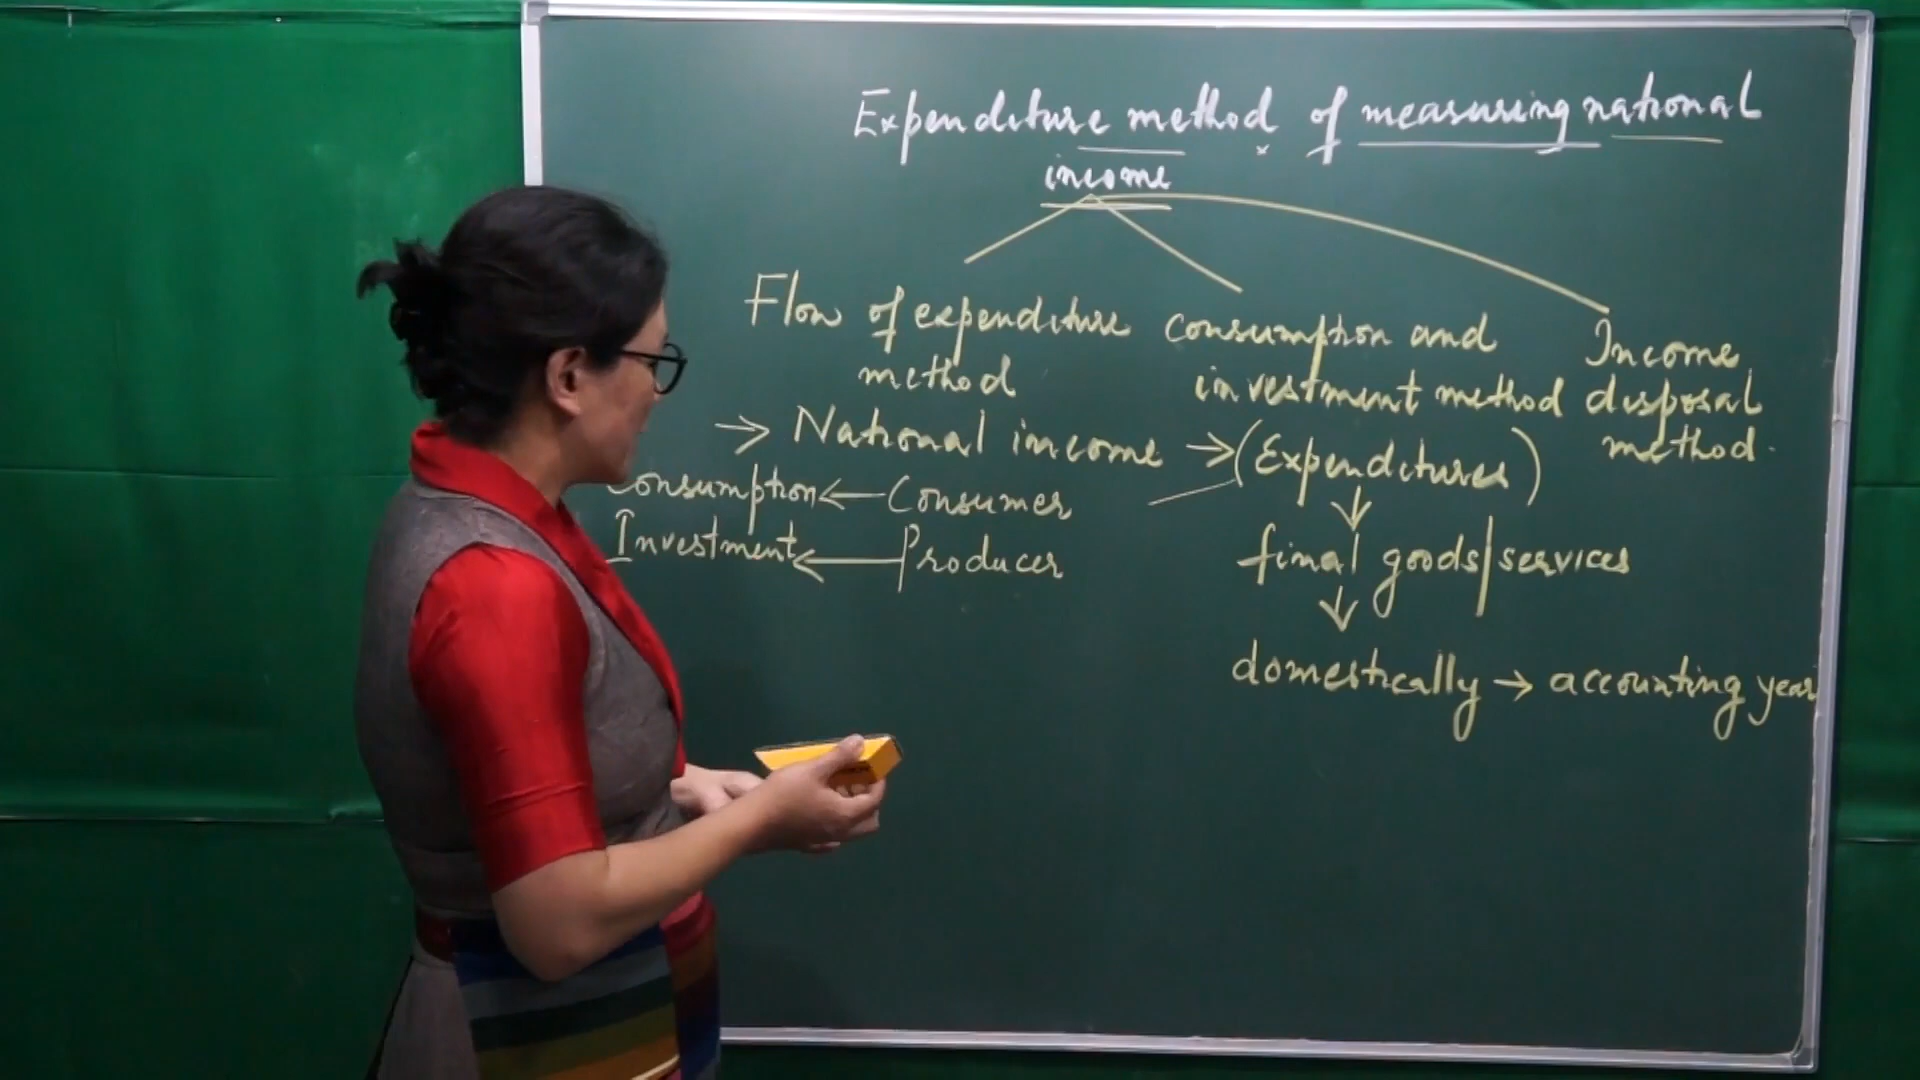 Expenditure method of measuring national
income
Flow of expenditure
method
consumption and
investment method
Income
disposal
method.
→ National income → (Expenditures)
Consumption ← Consumer
Investment ← Producer
↓
final goods/services
↓
domestically → accounting year